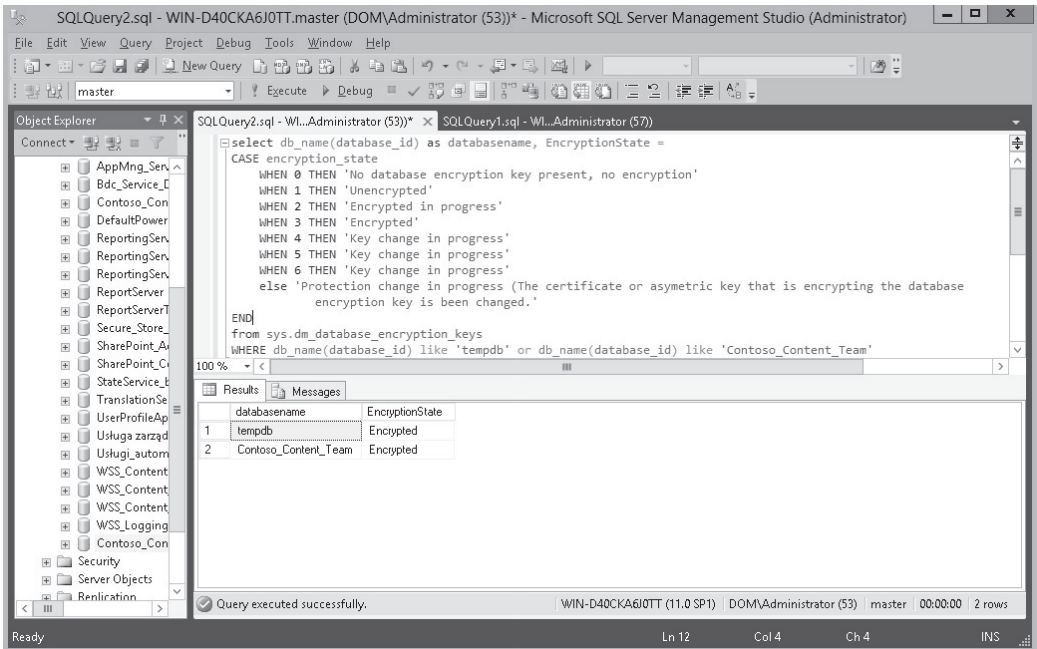 SQLQuery2.sql - WIN-D40CKA6J0TT.master (DOM\Administrator (53))* - Microsoft SQL Server Management Studio (Administrator)
File Edit View Query Project Debug Tools Window Help
New Query
master Execute Debug
Object Explorer
SQLQuery2.sql - WI...Administrator (53))* SQLQuery1.sql - WI...Administrator (57))
Connect
AppMng_Serv
Bdc_Service_D
Contoso_Con
DefaultPower
ReportingServ
ReportingServ
ReportingServ
ReportServer
ReportServerT
Secure_Store_
SharePoint_A
SharePoint_C
StateService_
TranslationSe
UserProfileAp
Usługa zarząd
Usługi_autom
WSS_Content
WSS_Content_
WSS_Content_
WSS_Logging
Contoso_Con
Security
Server Objects
Replication
select db_name(database_id) as databasename, EncryptionState =
CASE encryption_state
WHEN 0 THEN 'No database encryption key present, no encryption'
WHEN 1 THEN 'Unencrypted'
WHEN 2 THEN 'Encrypted in progress'
WHEN 3 THEN 'Encrypted'
WHEN 4 THEN 'Key change in progress'
WHEN 5 THEN 'Key change in progress'
WHEN 6 THEN 'Key change in progress'
else 'Protection change in progress (The certificate or asymetric key that is encrypting the database
encryption key is been changed.'
END
from sys.dm_database_encryption_keys
WHERE db_name(database_id) like 'tempdb' or db_name(database_id) like 'Contoso_Content_Team'
100 %
Results Messages
databasename EncryptionState
1 tempdb Encrypted
2 Contoso_Content_Team Encrypted
Query executed successfully. WIN-D40CKA6J0TT (11.0 SP1) DOM\Administrator (53) master 00:00:00 2 rows
Ready Ln 12 Col 4 Ch 4 INS